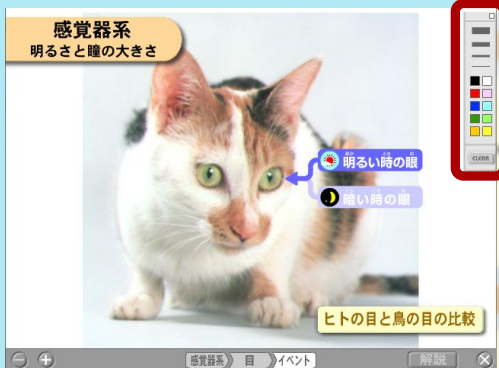 感覚器系
明るさと瞳の大きさ
明るい時の眼
暗い時の眼
ヒトの目と鳥の目の比較
CLEAR
感覚器系 目 イベント
解説